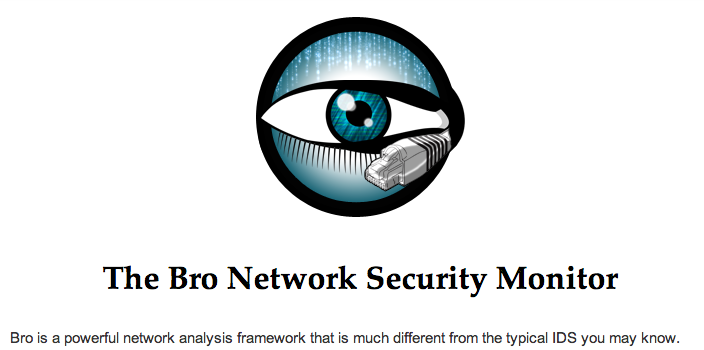 The Bro Network Security Monitor
Bro is a powerful network analysis framework that is much different from the typical IDS you may know.